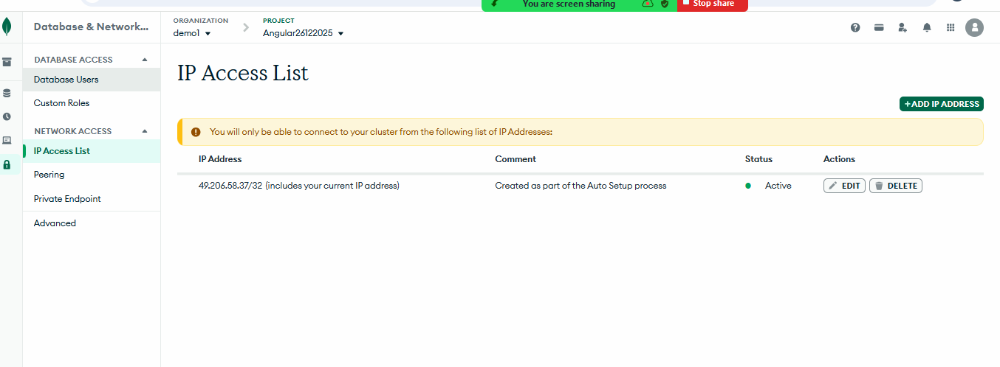 You are screen sharing
Stop share
Database & Network...
ORGANIZATION
demo1
PROJECT
Angular26122025
DATABASE ACCESS
Database Users
Custom Roles
NETWORK ACCESS
IP Access List
Peering
Private Endpoint
Advanced
IP Access List
+ ADD IP ADDRESS
You will only be able to connect to your cluster from the following list of IP Addresses:
IP Address Comment Status Actions
49.206.58.37/32 (includes your current IP address) Created as part of the Auto Setup process Active EDIT DELETE